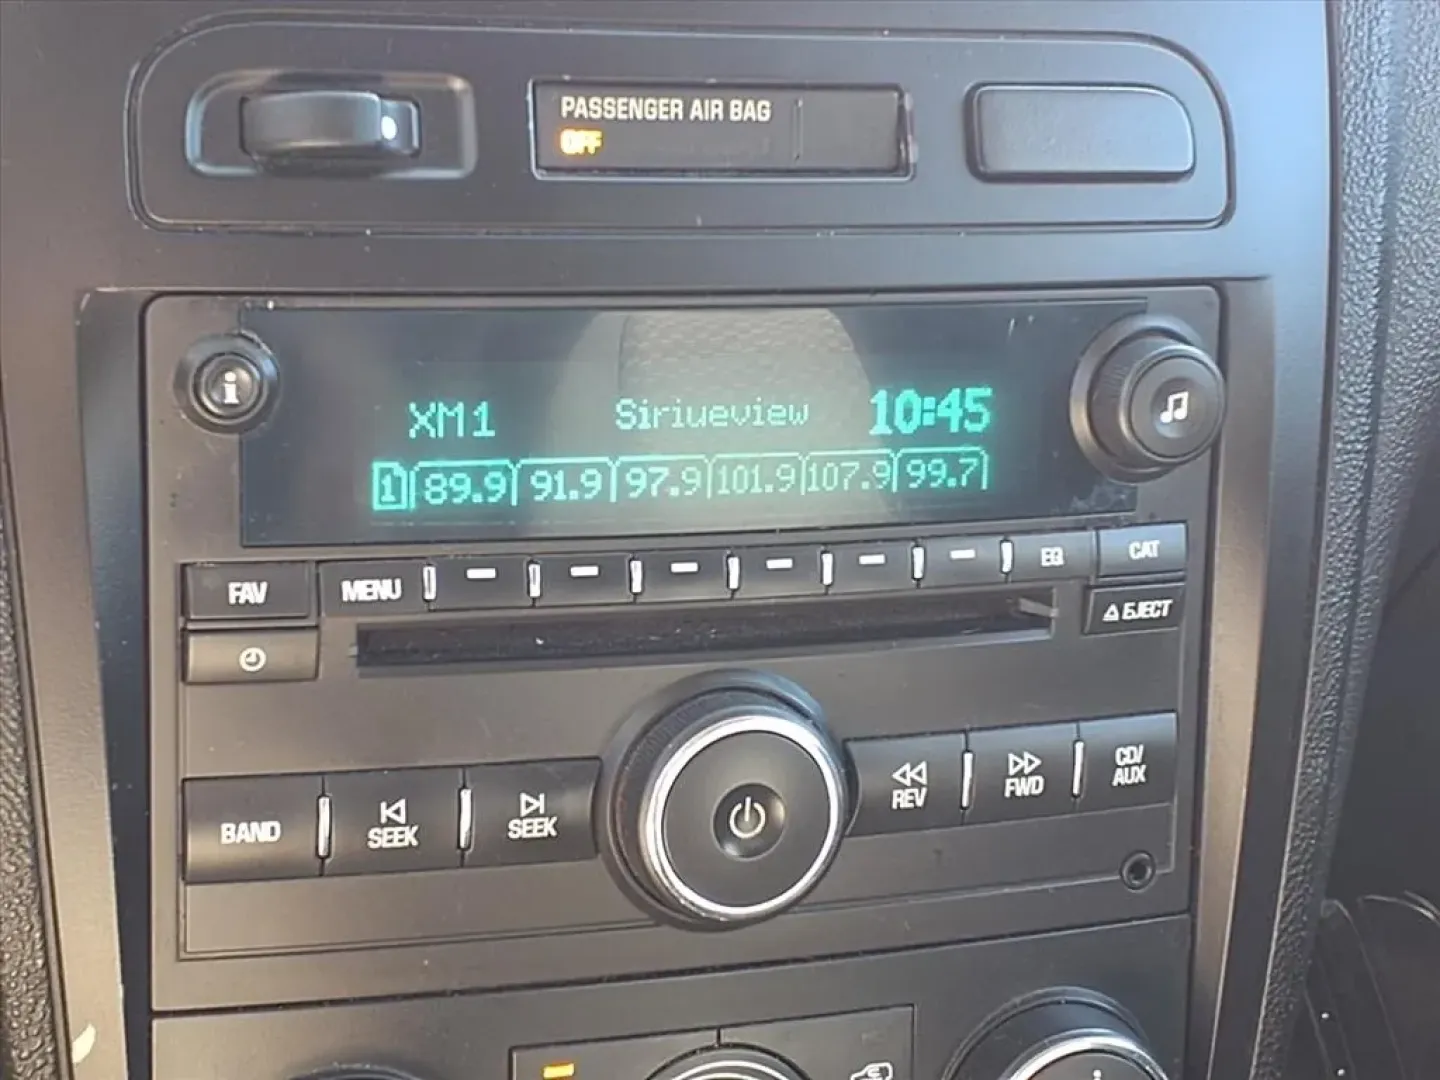 PASSENGER AIR BAG
OFF
i
XM1 Siriueview 10:45
1 89.9 91.9 97.9 101.9 107.9 99.7
FAV MENU EQ CAT
EJECT
BAND SEEK SEEK REV FWD CD/
AUX